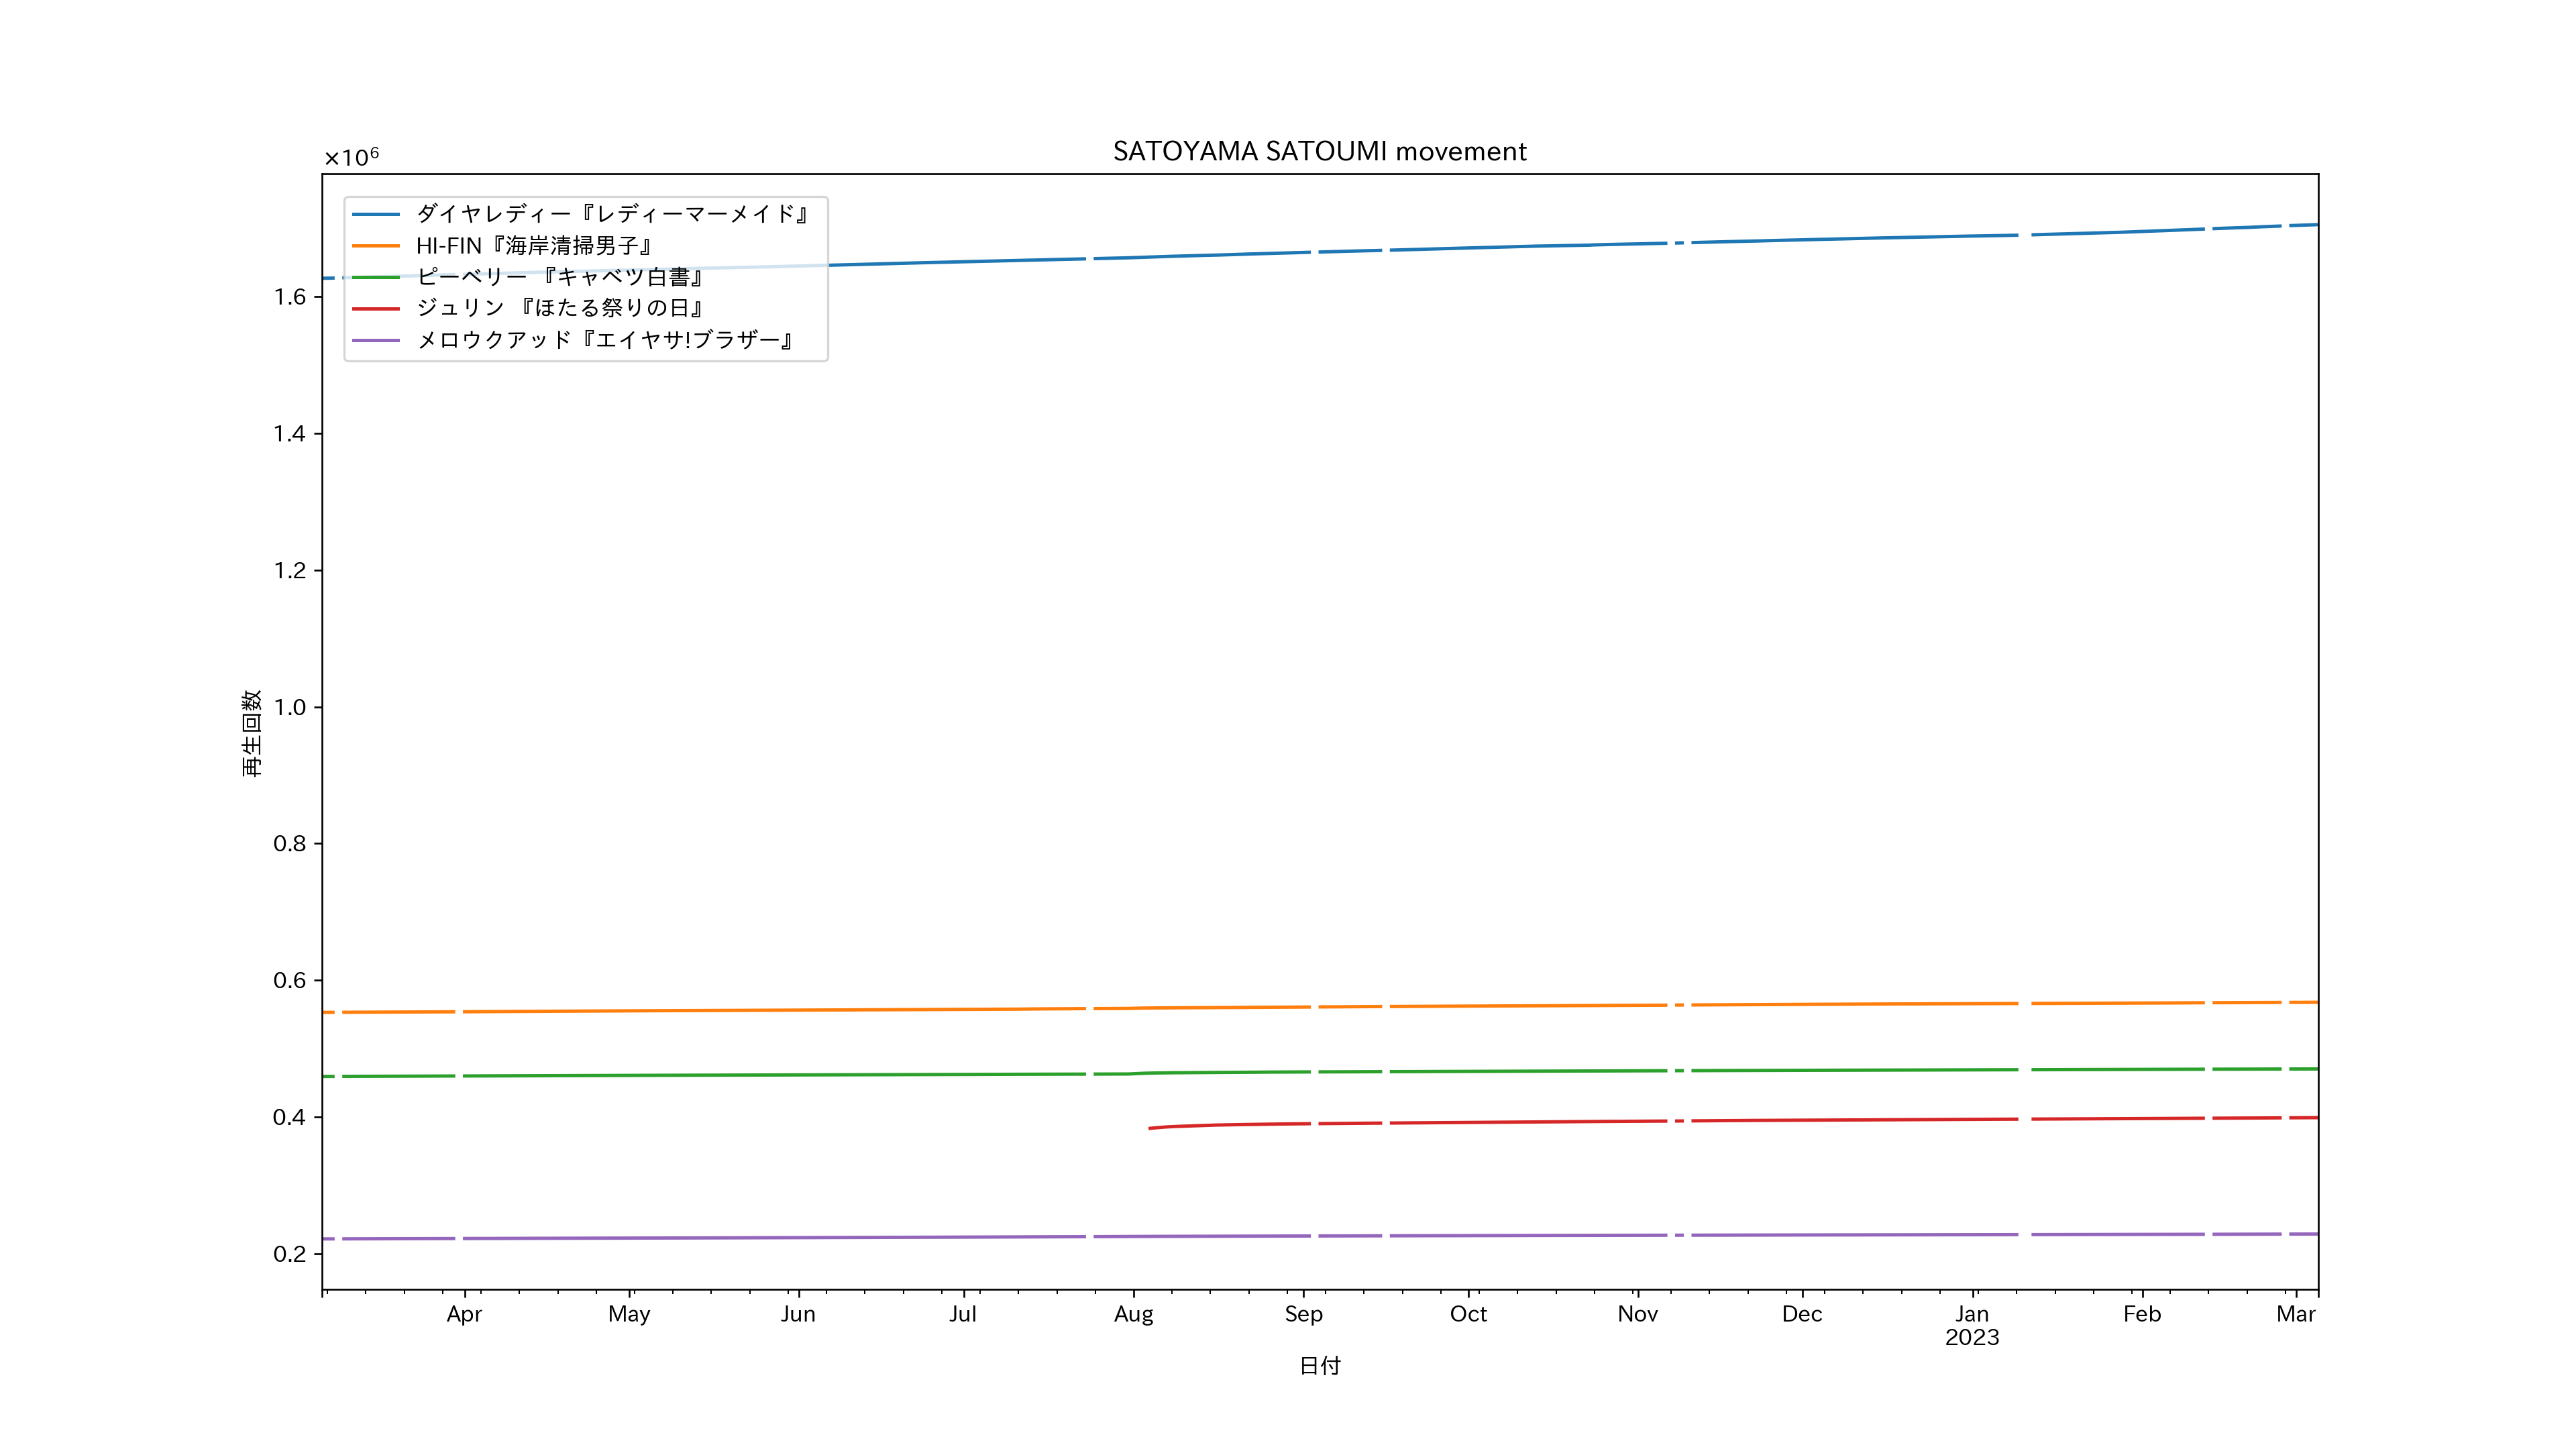 SATOYAMA SATOUMI movement
×10⁶
ダイヤレディー『レディーマーメイド』
HI-FIN『海岸清掃男子』
ピーベリー 『キャベツ白書』
ジュリン 『ほたる祭りの日』
メロウクアッド『エイヤサ!ブラザー』
1.6
1.4
1.2
1.0
0.8
0.6
0.4
0.2
再生回数
Apr May Jun Jul Aug Sep Oct Nov Dec Jan Feb Mar
2023
日付